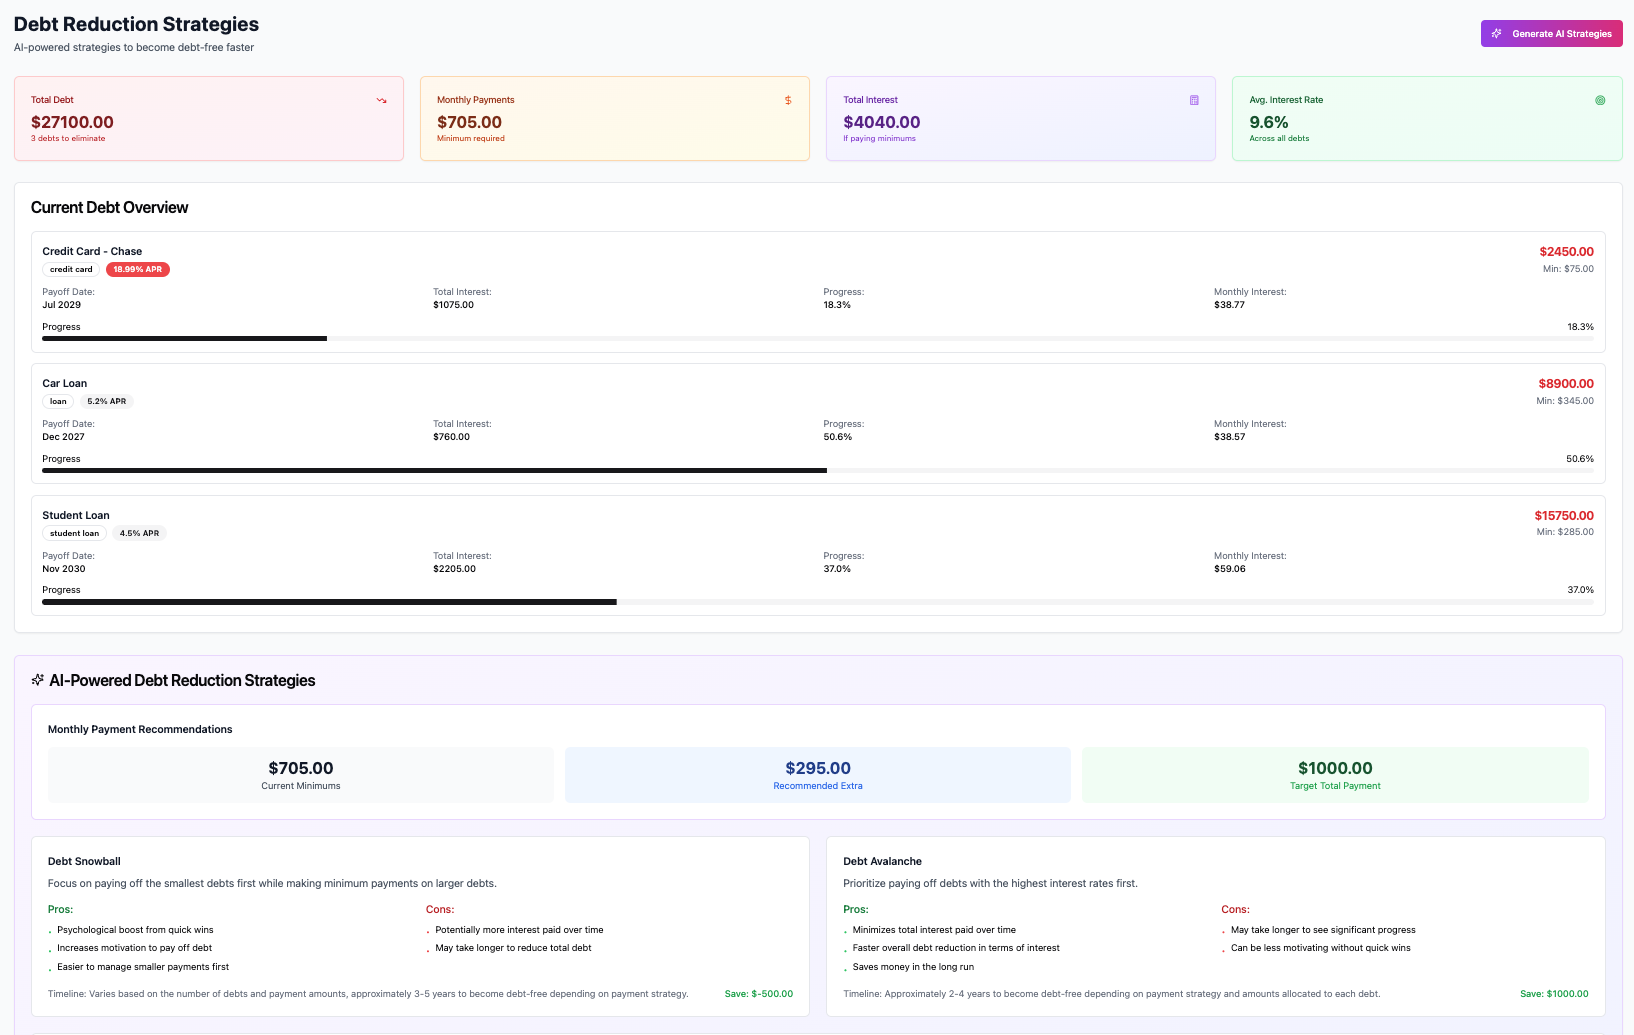 Debt Reduction Strategies
AI-powered strategies to become debt-free faster
Generate AI Strategies
Total Debt
$27100.00
3 debts to eliminate
Monthly Payments
$705.00
Minimum required
Total Interest
$4040.00
If paying minimums
Avg. Interest Rate
9.6%
Across all debts
Current Debt Overview
Credit Card - Chase
$2450.00
credit card 18.99% APR
Min: $75.00
Payoff Date: Total Interest: Progress: Monthly Interest:
Jul 2029 $1075.00 18.3% $38.77
Progress 18.3%
Car Loan
$8900.00
loan 5.2% APR
Min: $345.00
Payoff Date: Total Interest: Progress: Monthly Interest:
Dec 2027 $760.00 50.6% $38.57
Progress 50.6%
Student Loan
$15750.00
student loan 4.5% APR
Min: $285.00
Payoff Date: Total Interest: Progress: Monthly Interest:
Nov 2030 $2205.00 37.0% $59.06
Progress 37.0%
AI-Powered Debt Reduction Strategies
Monthly Payment Recommendations
$705.00
Current Minimums
$295.00
Recommended Extra
$1000.00
Target Total Payment
Debt Snowball
Focus on paying off the smallest debts first while making minimum payments on larger debts.
Pros:
• Psychological boost from quick wins
• Increases motivation to pay off debt
• Easier to manage smaller payments first
Cons:
• Potentially more interest paid over time
• May take longer to reduce total debt
Timeline: Varies based on the number of debts and payment amounts, approximately 3-5 years to become debt-free depending on payment strategy.
Save: $-500.00
Debt Avalanche
Prioritize paying off debts with the highest interest rates first.
Pros:
• Minimizes total interest paid over time
• Faster overall debt reduction in terms of interest
• Saves money in the long run
Cons:
• May take longer to see significant progress
• Can be less motivating without quick wins
Timeline: Approximately 2-4 years to become debt-free depending on payment strategy and amounts allocated to each debt.
Save: $1000.00